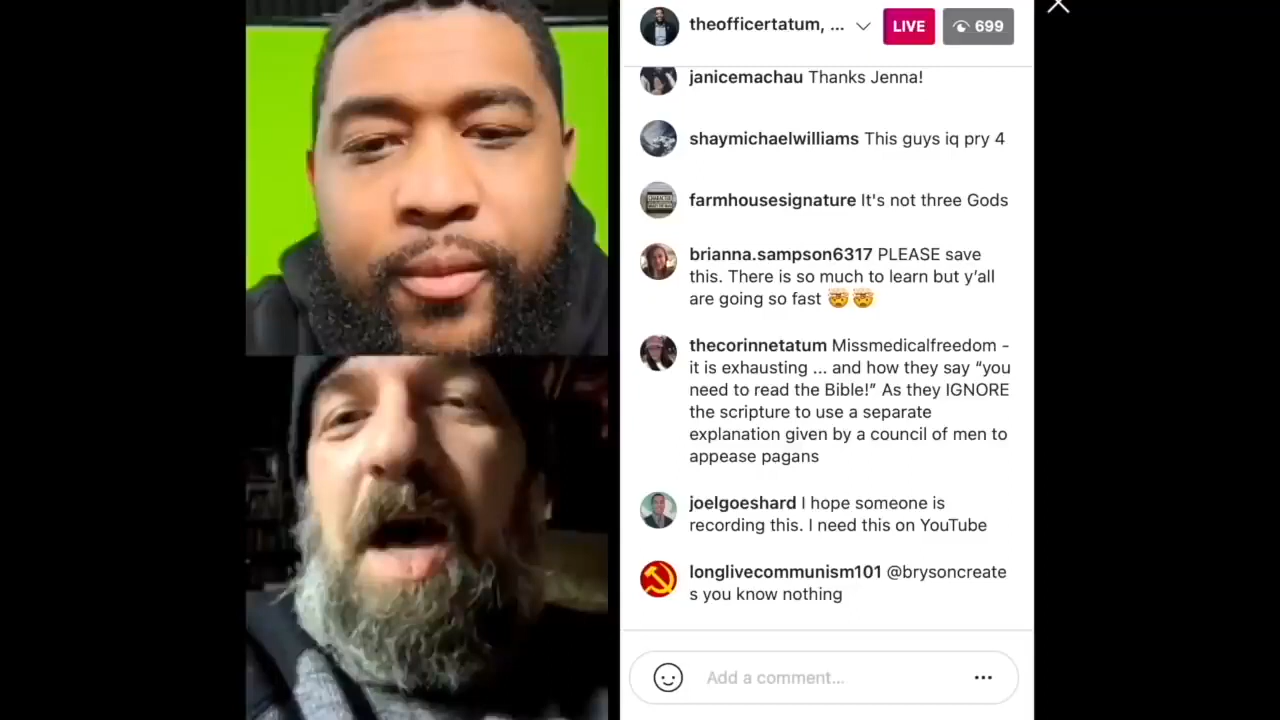 theofficertatum, ...
LIVE
699
janicemachau Thanks Jenna!
shaymichaelwilliams This guys iq pry 4
farmhousesignature It's not three Gods
brianna.sampson6317 PLEASE save
this. There is so much to learn but y'all
are going so fast 🤯🤯
thecorinnetatum Missmedicalfreedom -
it is exhausting ... and how they say “you
need to read the Bible!” As they IGNORE
the scripture to use a separate
explanation given by a council of men to
appease pagans
joelgoeshard I hope someone is
recording this. I need this on YouTube
longlivecommunism101 @brysoncreate
s you know nothing
Add a comment...